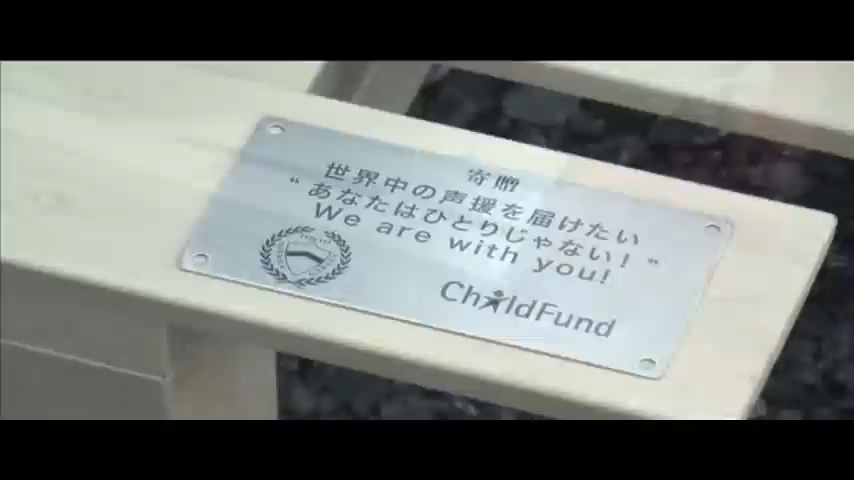 寄贈
世界中の声援を届けたい
“あなたはひとりじゃない！”
We are with you!
TOKYO
ChildFund